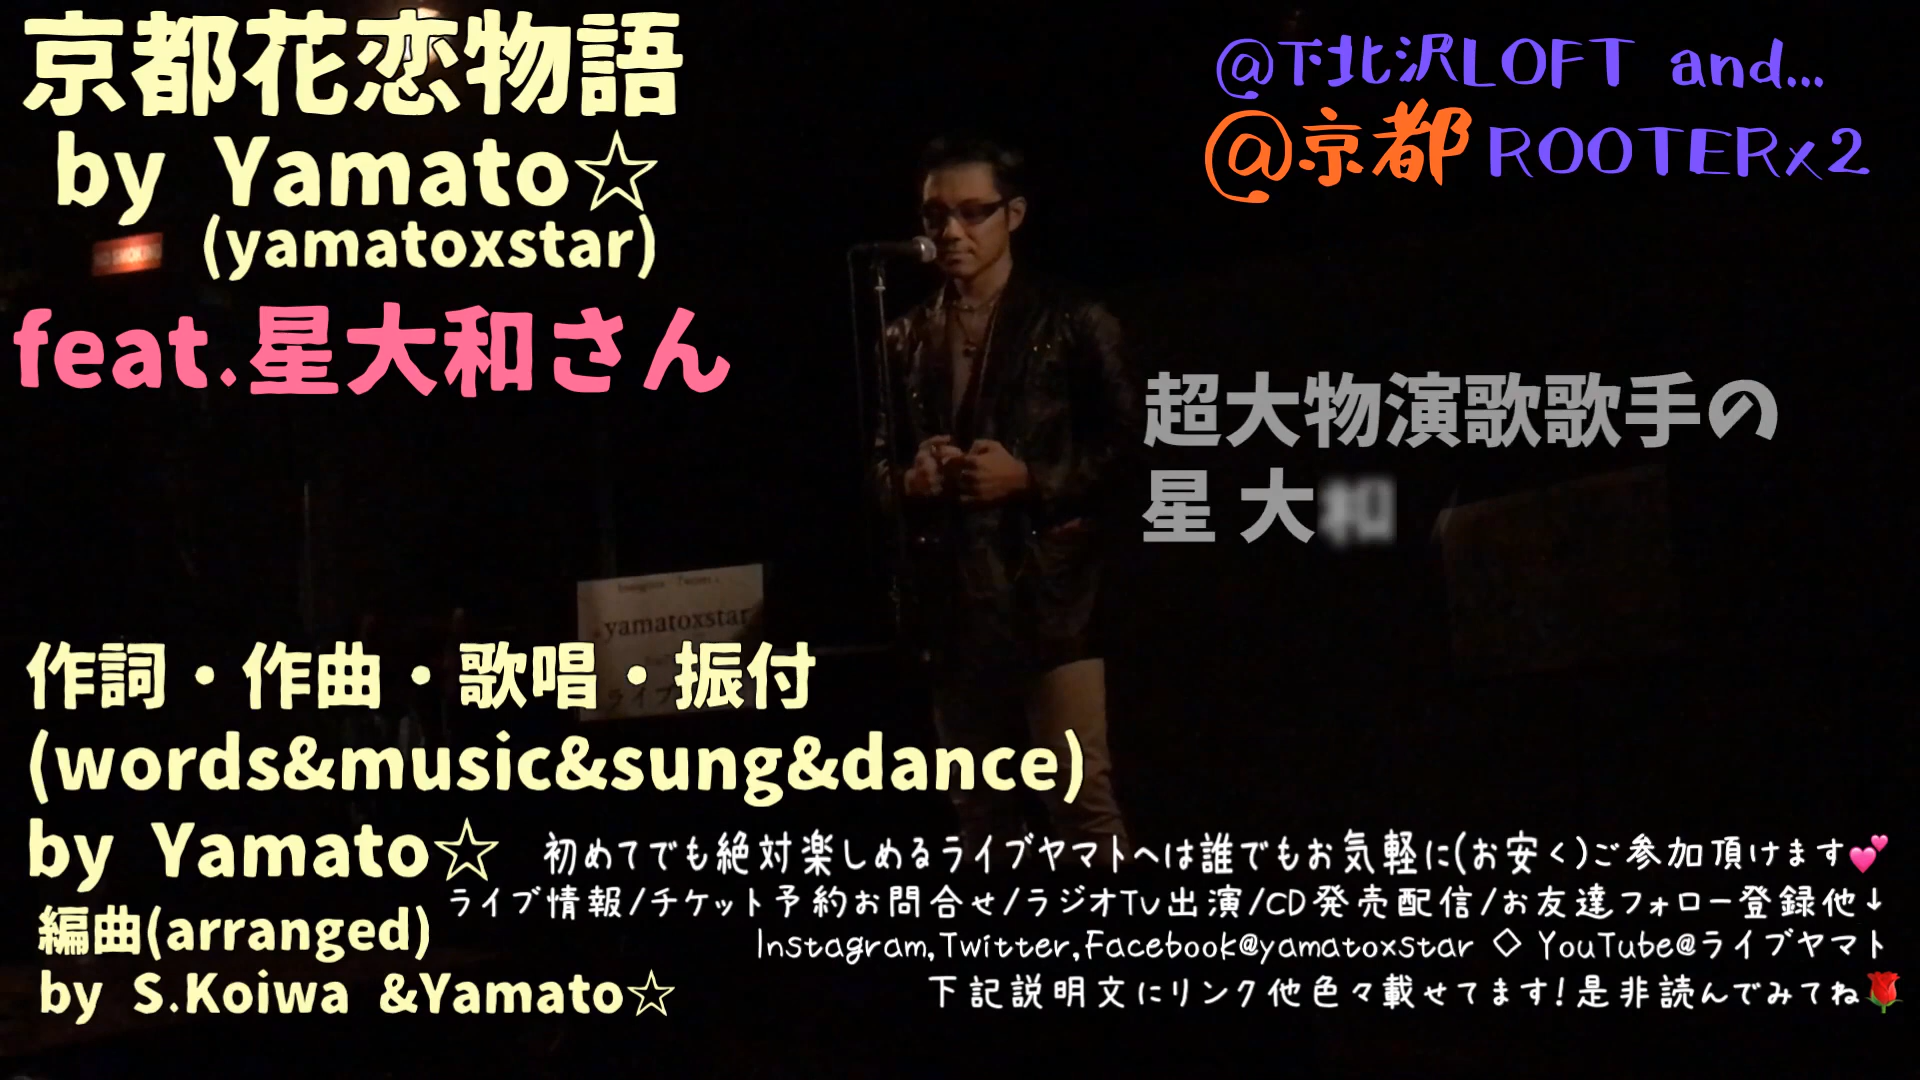 京都花恋物語
by Yamato☆
(yamatoxstar)
feat.星大和さん
@下北沢LOFT and...
@京都ROOTERx2
NO SMOKING
超大物演歌歌手の
星 大和
yamatoxstar
ライブ
作詞・作曲・歌唱・振付
(words&music&sung&dance)
by Yamato☆
編曲(arranged)
by S.Koiwa &Yamato☆
初めてでも絶対楽しめるライブヤマトへは誰でもお気軽に(お安く)ご参加頂けます💕
ライブ情報/チケット予約お問合せ/ラジオTV出演/CD発売配信/お友達フォロー登録他↓
Instagram,Twitter,Facebook@yamatoxstar ◇ YouTube@ライブヤマト
下記説明文にリンク他色々載せてます!是非読んでみてね🌹